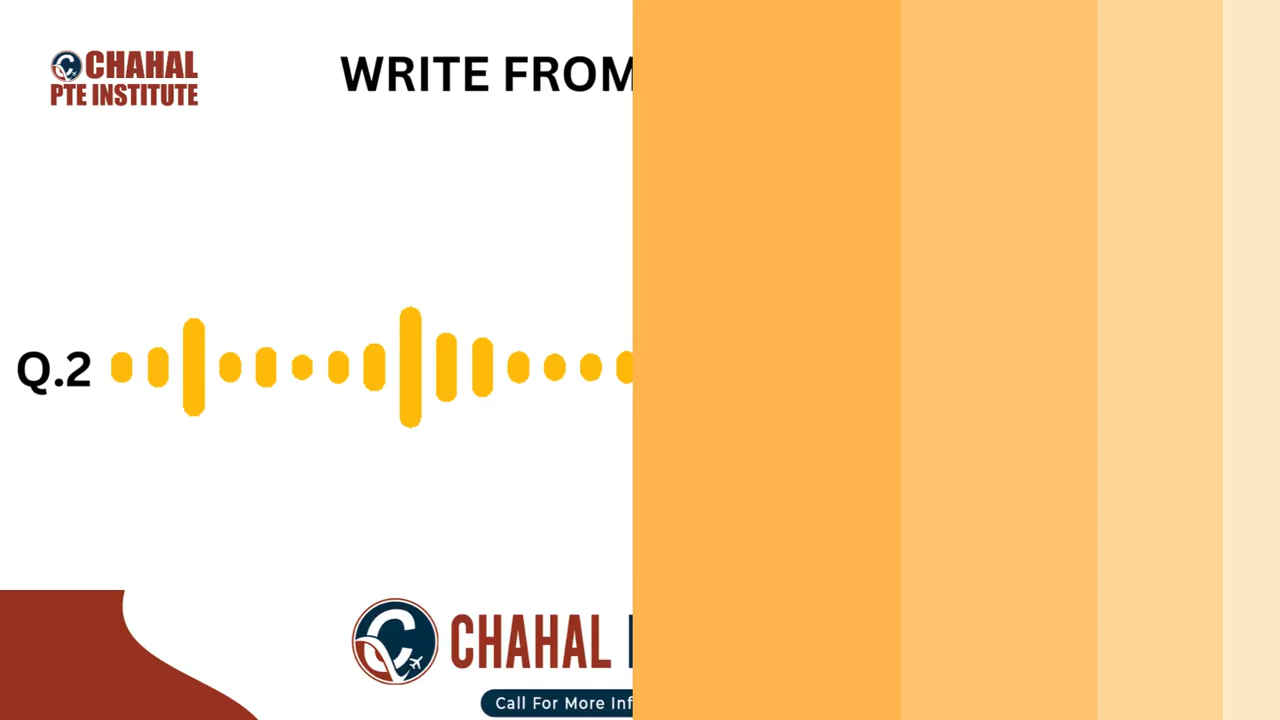 CHAHAL
PTE INSTITUTE
WRITE FROM
Q.2
CHAHAL
Call For More Inf